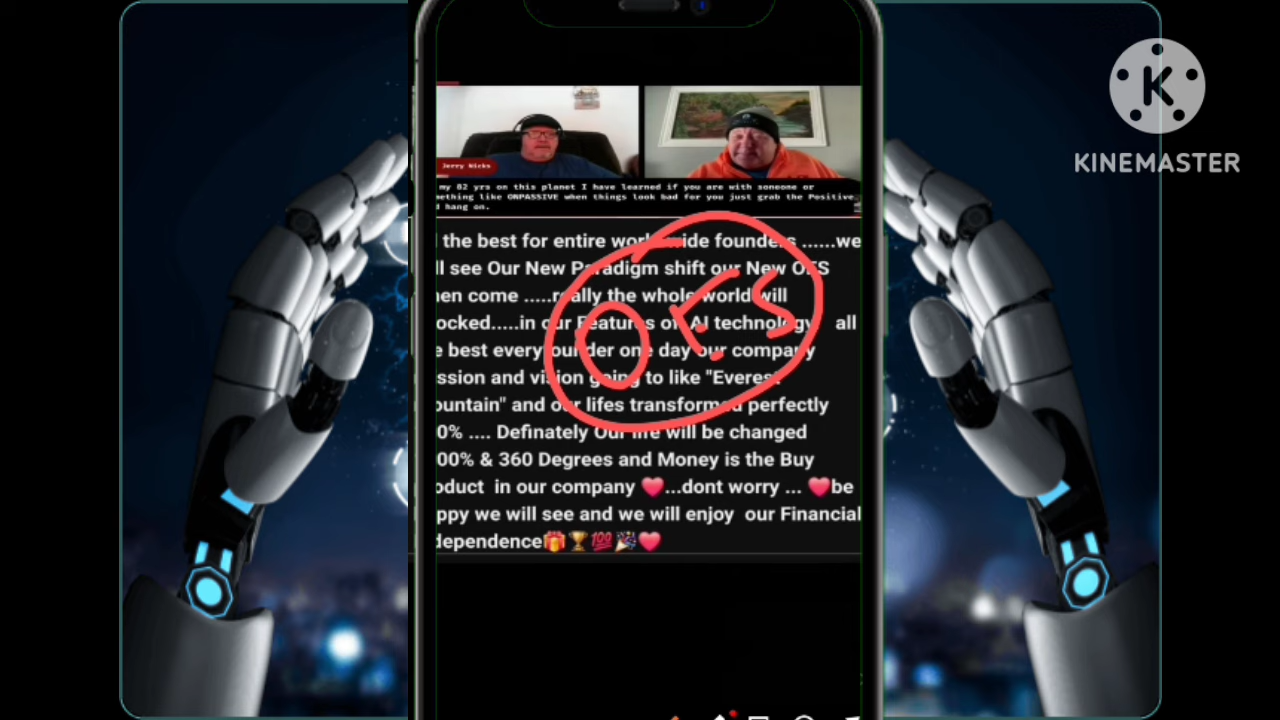 KINEMASTER
Jerry Wicks
my 82 yrs on this planet I have learned if you are with someone or
ething like ONPASSIVE when things look bad for you just grab the Positive
hang on.
the best for entire world wide founders ......we
ll see Our New Paradigm shift our New OFS
hen come .....really the whole world will
ocked.....in our Features of AI technology all
e best every founder one day our company
ssion and vision going to like "Everest
ountain" and our lifes transformed perfectly
0% .... Definately Our life will be changed
00% & 360 Degrees and Money is the Buy
oduct in our company ❤️...dont worry ... ❤️be
ppy we will see and we will enjoy our Financial
dependence🎁🏆💯🎉❤️
OFS